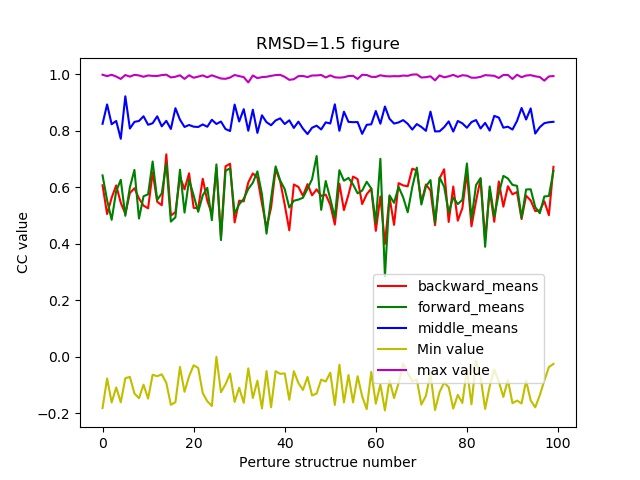 RMSD=1.5 figure
CC value
1.0
0.8
0.6
0.4
0.2
0.0
−0.2
0 20 40 60 80 100
Perture structrue number
backward_means
forward_means
middle_means
Min value
max value